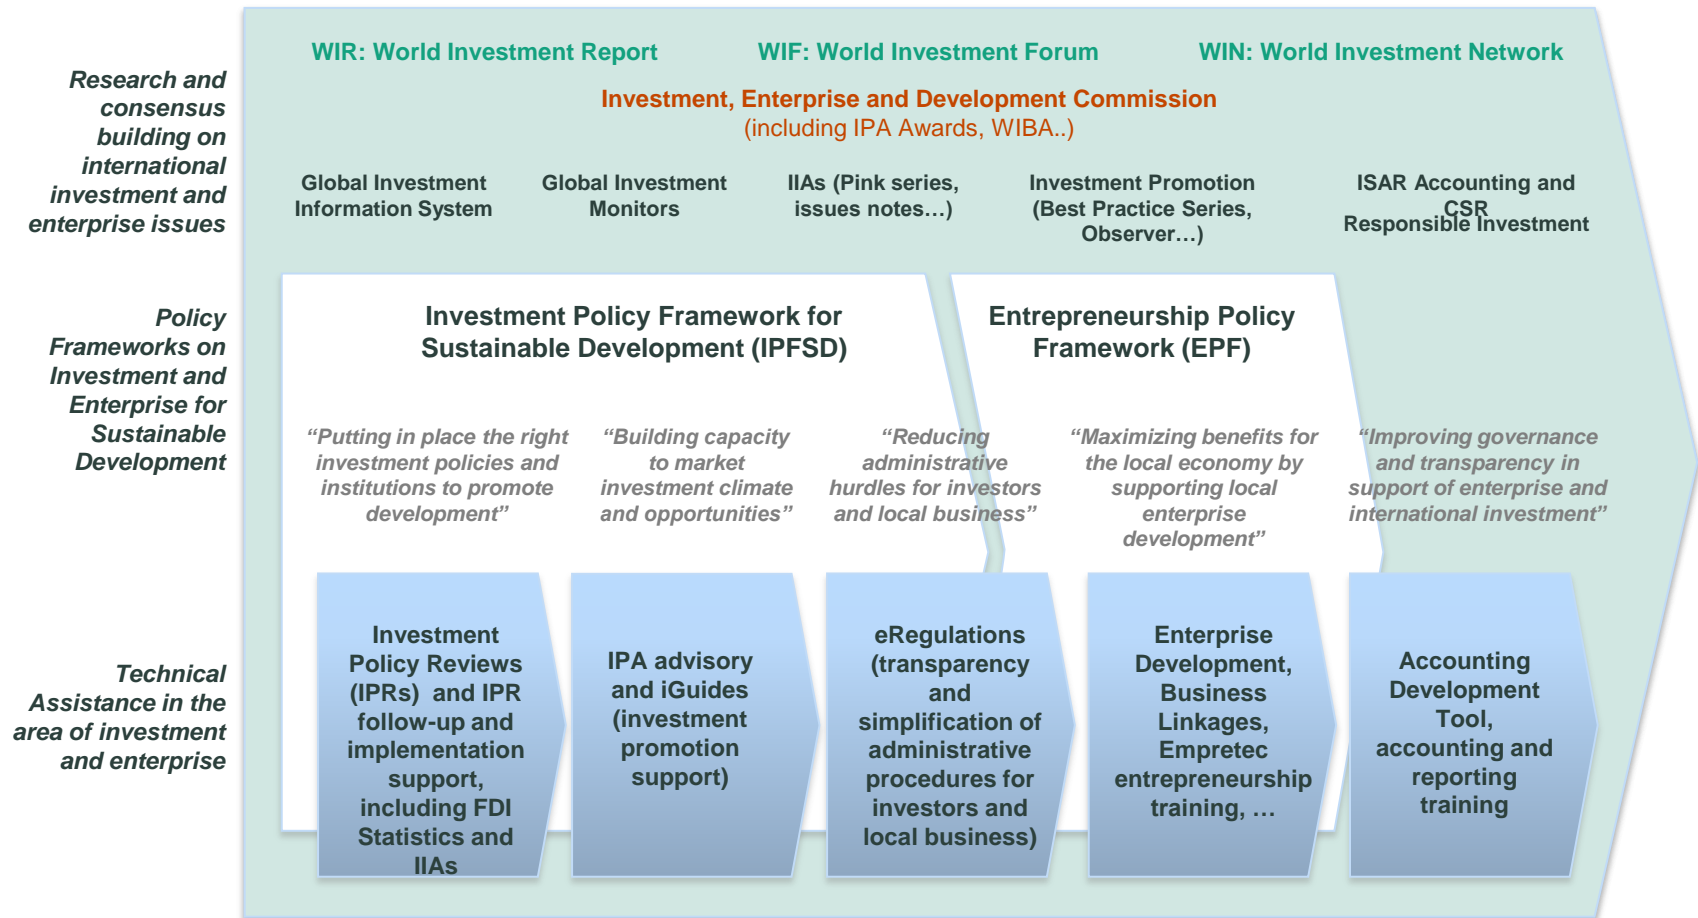 WIR: World Investment Report
WIF: World Investment Forum
WIN: World Investment Network
Research and
consensus
building on
international
investment and
enterprise issues
Investment, Enterprise and Development Commission
(including IPA Awards, WIBA..)
Global Investment
Information System
Global Investment
Monitors
IIAs (Pink series,
issues notes…)
Investment Promotion
(Best Practice Series,
Observer…)
ISAR Accounting and
CSR
Responsible Investment
Policy
Frameworks on
Investment and
Enterprise for
Sustainable
Development
Investment Policy Framework for
Sustainable Development (IPFSD)
Entrepreneurship Policy
Framework (EPF)
“Putting in place the right
investment policies and
institutions to promote
development”
“Building capacity
to market
investment climate
and opportunities”
“Reducing
administrative
hurdles for investors
and local business”
“Maximizing benefits for
the local economy by
supporting local
enterprise
development”
“Improving governance
and transparency in
support of enterprise and
international investment”
Technical
Assistance in the
area of investment
and enterprise
Investment
Policy Reviews
(IPRs) and IPR
follow-up and
implementation
support,
including FDI
Statistics and
IIAs
IPA advisory
and iGuides
(investment
promotion
support)
eRegulations
(transparency
and
simplification of
administrative
procedures for
investors and
local business)
Enterprise
Development,
Business
Linkages,
Empretec
entrepreneurship
training, …
Accounting
Development
Tool,
accounting and
reporting
training